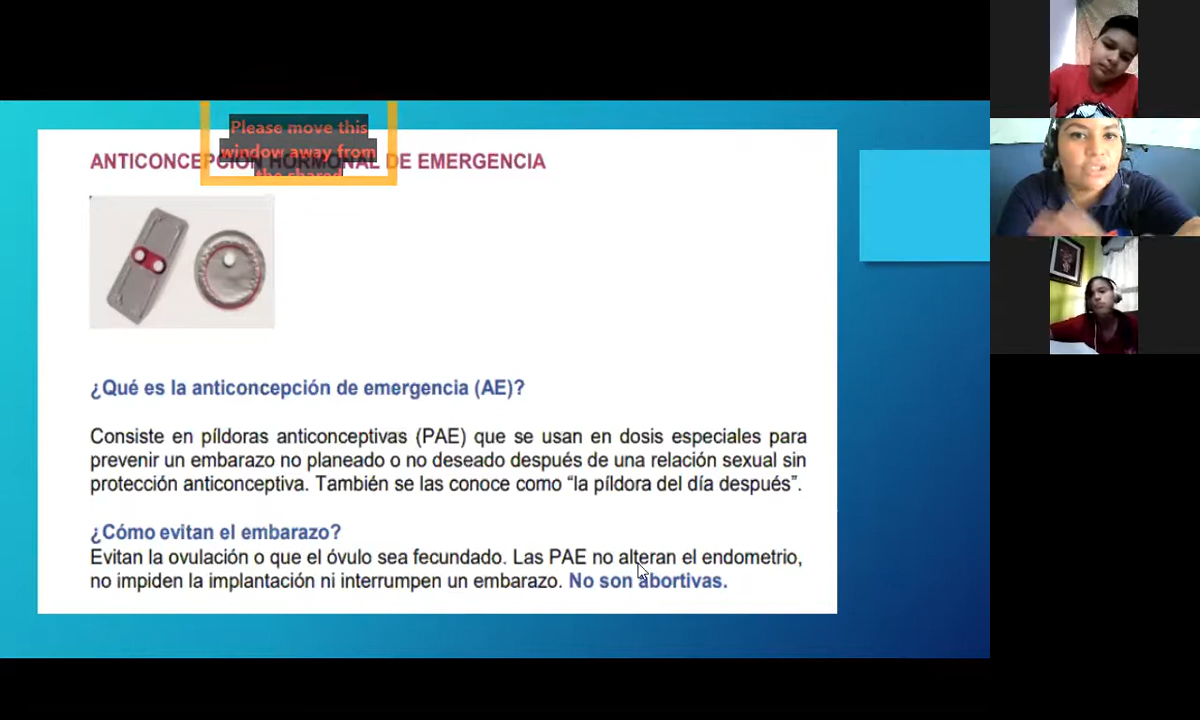 Please move this
window away from
the shared
ANTICONCEPCIÓN HORMONAL DE EMERGENCIA
¿Qué es la anticoncepción de emergencia (AE)?
Consiste en píldoras anticonceptivas (PAE) que se usan en dosis especiales para
prevenir un embarazo no planeado o no deseado después de una relación sexual sin
protección anticonceptiva. También se las conoce como “la píldora del día después”.
¿Cómo evitan el embarazo?
Evitan la ovulación o que el óvulo sea fecundado. Las PAE no alteran el endometrio,
no impiden la implantación ni interrumpen un embarazo. No son abortivas.